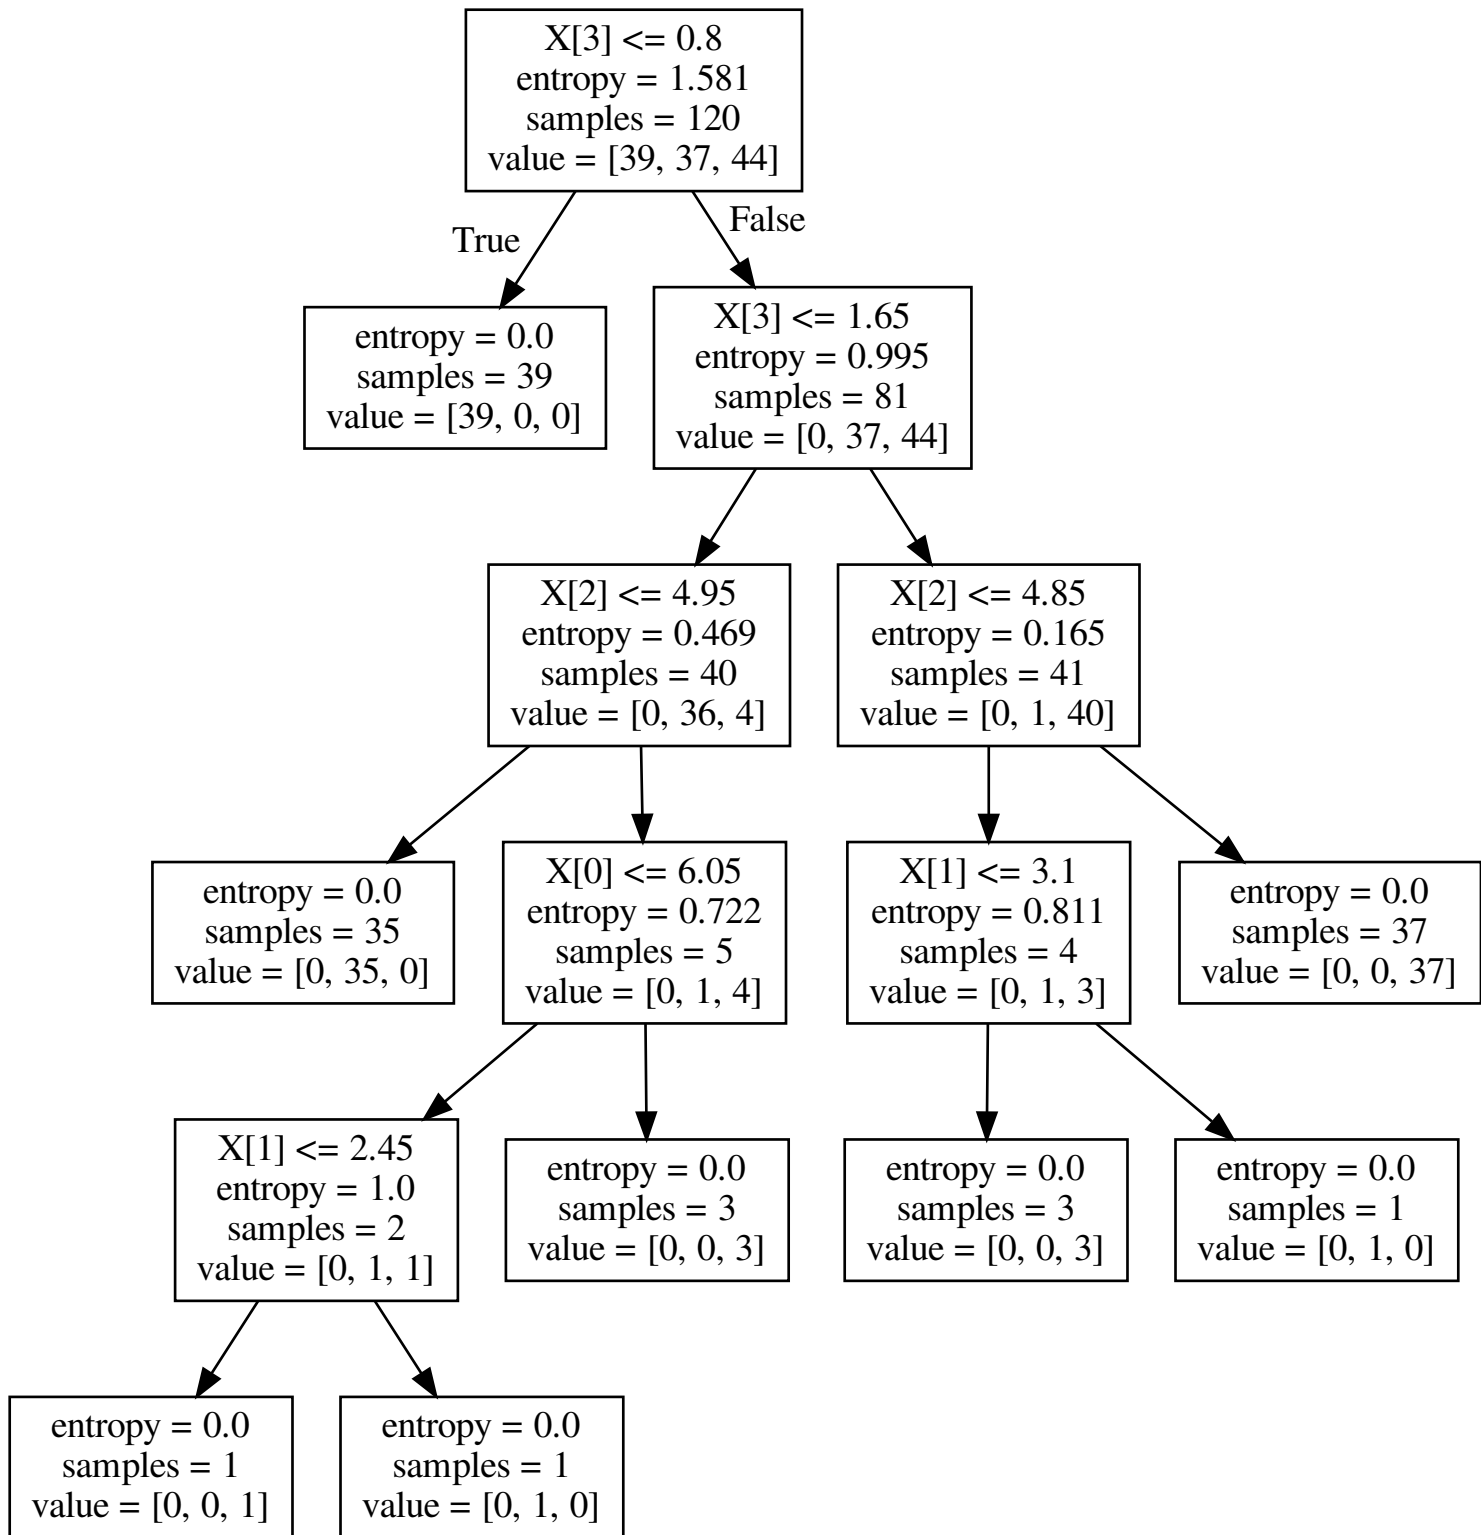 X[3] <= 0.8
entropy = 1.581
samples = 120
value = [39, 37, 44]
True
False
entropy = 0.0
samples = 39
value = [39, 0, 0]
X[3] <= 1.65
entropy = 0.995
samples = 81
value = [0, 37, 44]
X[2] <= 4.95
entropy = 0.469
samples = 40
value = [0, 36, 4]
X[2] <= 4.85
entropy = 0.165
samples = 41
value = [0, 1, 40]
entropy = 0.0
samples = 35
value = [0, 35, 0]
X[0] <= 6.05
entropy = 0.722
samples = 5
value = [0, 1, 4]
X[1] <= 3.1
entropy = 0.811
samples = 4
value = [0, 1, 3]
entropy = 0.0
samples = 37
value = [0, 0, 37]
X[1] <= 2.45
entropy = 1.0
samples = 2
value = [0, 1, 1]
entropy = 0.0
samples = 3
value = [0, 0, 3]
entropy = 0.0
samples = 3
value = [0, 0, 3]
entropy = 0.0
samples = 1
value = [0, 1, 0]
entropy = 0.0
samples = 1
value = [0, 0, 1]
entropy = 0.0
samples = 1
value = [0, 1, 0]